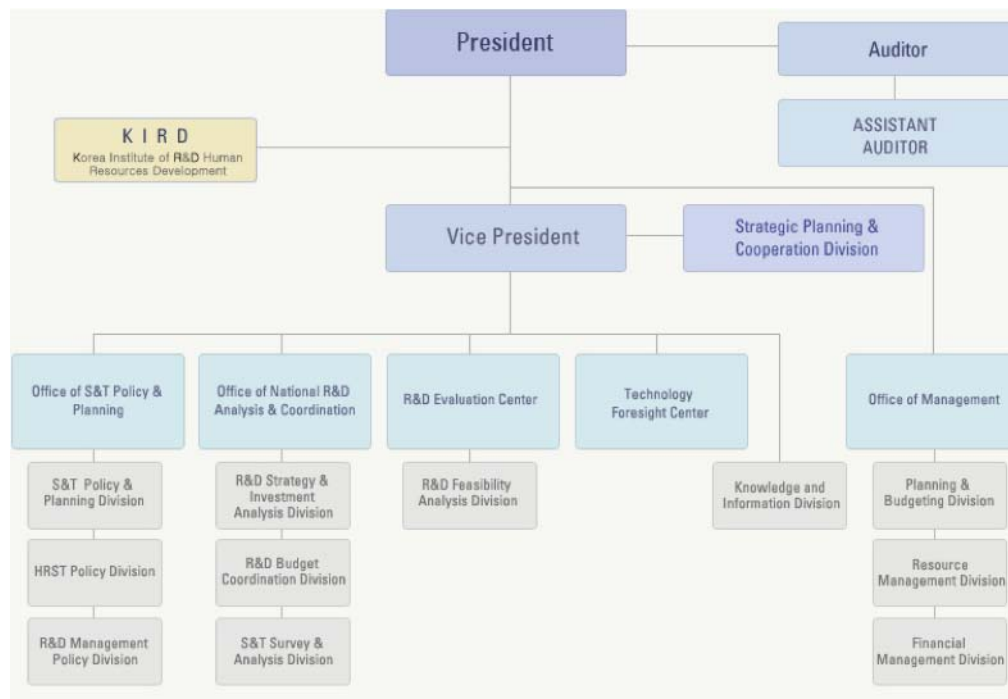 President
Auditor
ASSISTANT
AUDITOR
K I R D
Korea Institute of R&D Human
Resources Development
Vice President
Strategic Planning &
Cooperation Division
Office of S&T Policy &
Planning
Office of National R&D
Analysis & Coordination
R&D Evaluation Center
Technology
Foresight Center
Office of Management
S&T Policy &
Planning Division
R&D Strategy &
Investment
Analysis Division
R&D Feasibility
Analysis Division
Knowledge and
Information Division
Planning &
Budgeting Division
HRST Policy Division
R&D Budget
Coordination Division
Resource
Management Division
R&D Management
Policy Division
S&T Survey &
Analysis Division
Financial
Management Division